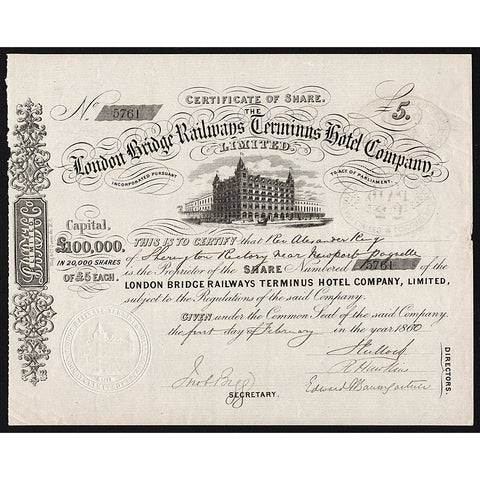 CERTIFICATE OF SHARE.
No. 5761
£5.
THE
London Bridge Railways Terminus Hotel Company,
LIMITED.
INCORPORATED PURSUANT
TO ACT OF PARLIAMENT.
Capital,
£100,000.
IN 20,000 SHARES
OF £5 EACH.
THIS IS TO CERTIFY that Rev Alexander King
of Sherington Rectory near Newport Pagnelle
is the Proprietor of the SHARE Numbered 5761 of the
LONDON BRIDGE RAILWAYS TERMINUS HOTEL COMPANY, LIMITED,
subject to the Regulations of the said Company.
GIVEN under the Common Seal of the said Company
the first day of February in the year 1860
Edward Baumgartner
SECRETARY.
DIRECTORS.